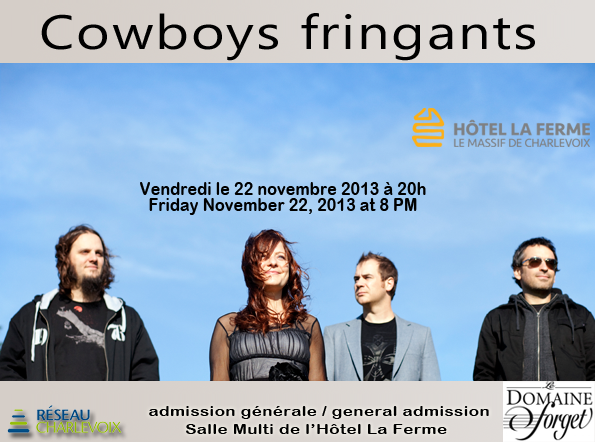 Cowboys fringants
HÔTEL LA FERME
LE MASSIF DE CHARLEVOIX
Vendredi le 22 novembre 2013 à 20h
Friday November 22, 2013 at 8 PM
RÉSEAU
CHARLEVOIX
admission générale / general admission
Salle Multi de l'Hôtel La Ferme
Le
DOMAINE
Forget